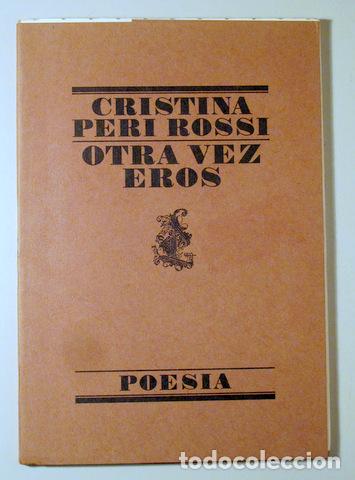 CRISTINA
PERI ROSSI
OTRA VEZ
EROS
POESIA
todocoleccion